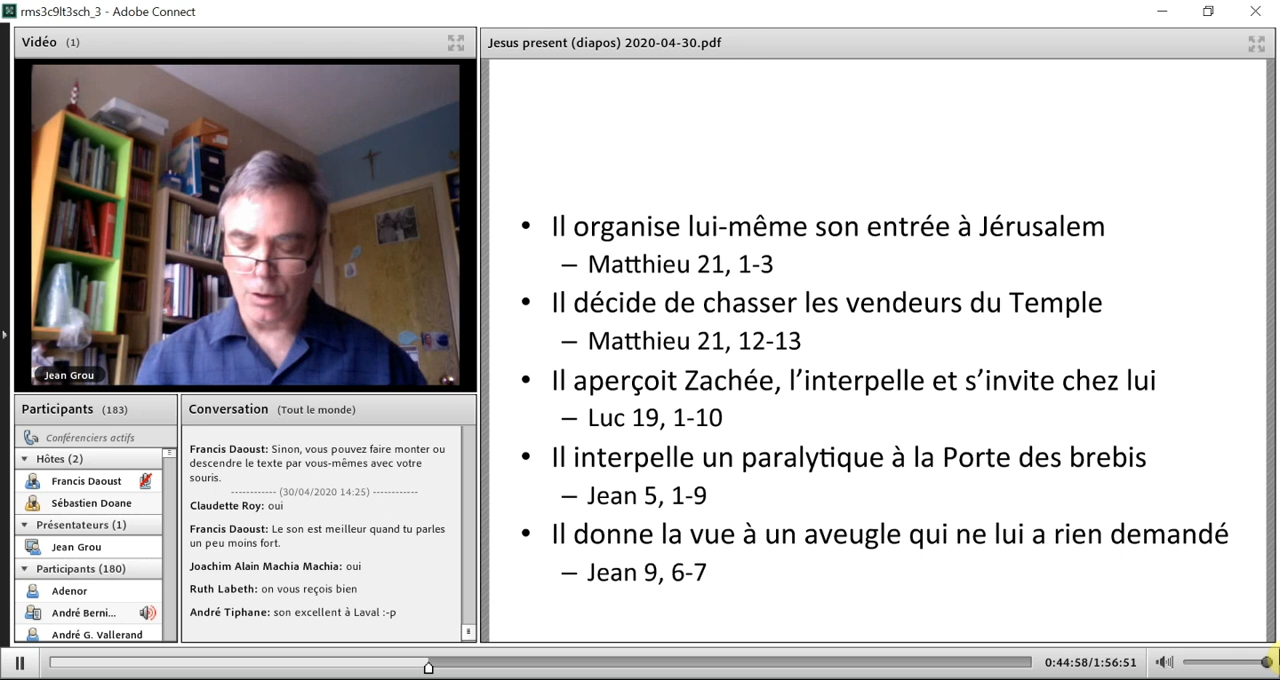 rms3c9lt3sch_3 - Adobe Connect
Vidéo (1)
Jean Grou
Participants (183)
Conférenciers actifs
Hôtes (2)
Francis Daoust
Sébastien Doane
Présentateurs (1)
Jean Grou
Participants (180)
Adenor
André Berni...
André G. Vallerand
Conversation (Tout le monde)
Francis Daoust: Sinon, vous pouvez faire monter ou
descendre le texte par vous-mêmes avec votre
souris.
------------ (30/04/2020 14:25) ------------
Claudette Roy: oui
Francis Daoust: Le son est meilleur quand tu parles
un peu moins fort.
Joachim Alain Machia Machia: oui
Ruth Labeth: on vous reçois bien
André Tiphane: son excellent à Laval :-p
Jesus present (diapos) 2020-04-30.pdf
• Il organise lui-même son entrée à Jérusalem
– Matthieu 21, 1-3
• Il décide de chasser les vendeurs du Temple
– Matthieu 21, 12-13
• Il aperçoit Zachée, l’interpelle et s’invite chez lui
– Luc 19, 1-10
• Il interpelle un paralytique à la Porte des brebis
– Jean 5, 1-9
• Il donne la vue à un aveugle qui ne lui a rien demandé
– Jean 9, 6-7
0:44:58/1:56:51